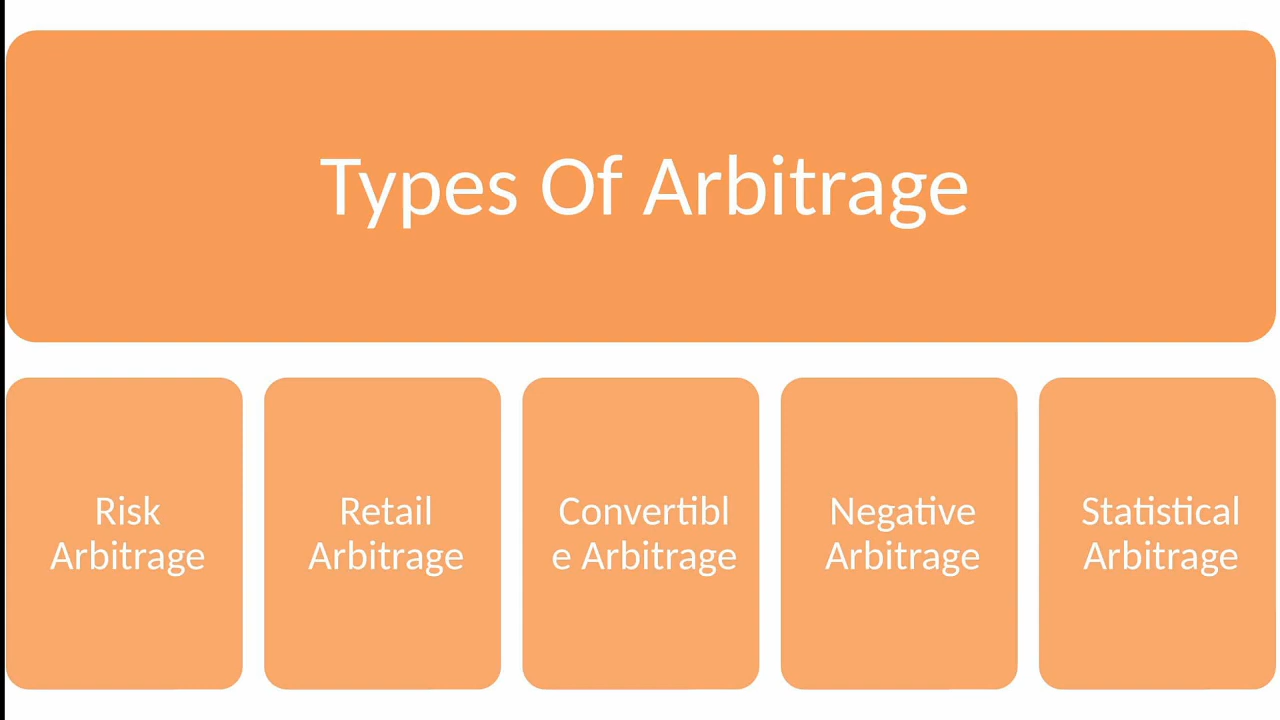 Types Of Arbitrage
Risk
Arbitrage
Retail
Arbitrage
Convertibl
e Arbitrage
Negative
Arbitrage
Statistical
Arbitrage